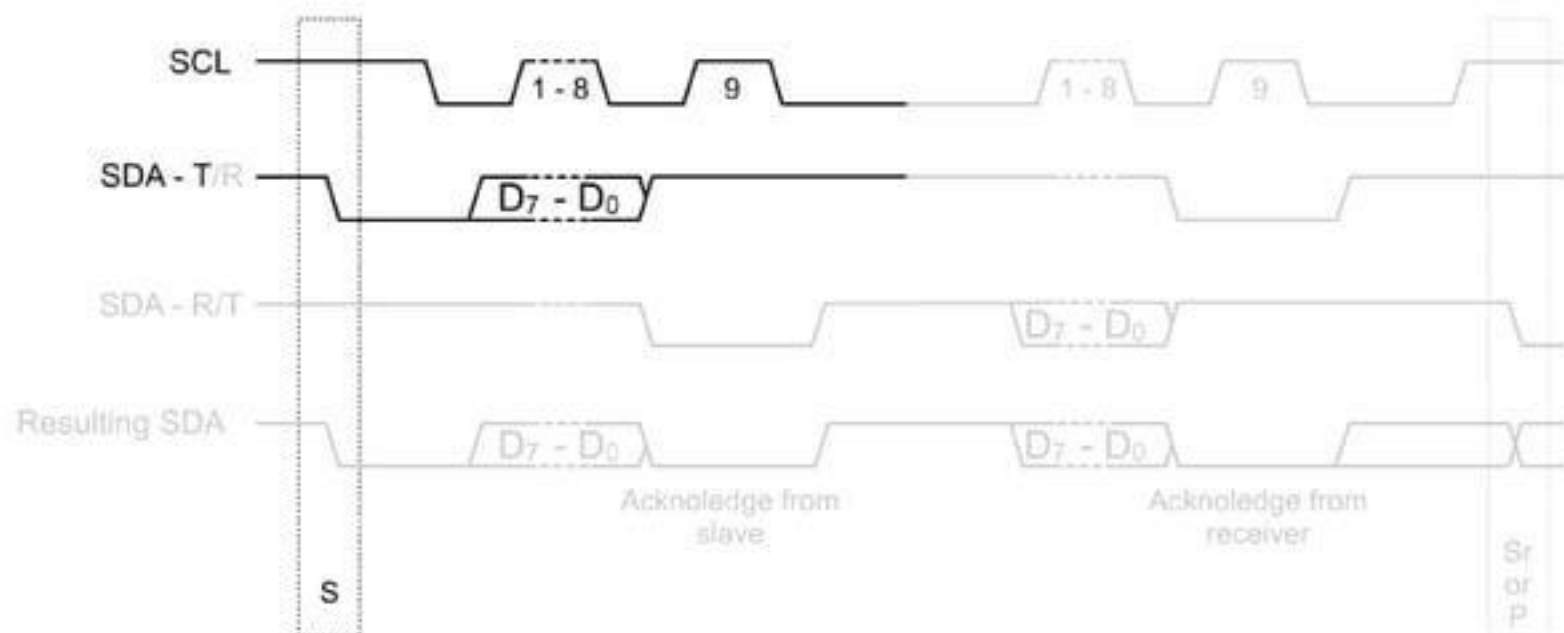 SCL
1 - 8
9
1 - 8
9
SDA - T/R
D₇ - D₀
SDA - R/T
D₇ - D₀
Resulting SDA
D₇ - D₀
D₇ - D₀
Acknoledge from
slave
Acknoledge from
receiver
S
Sr
or
P